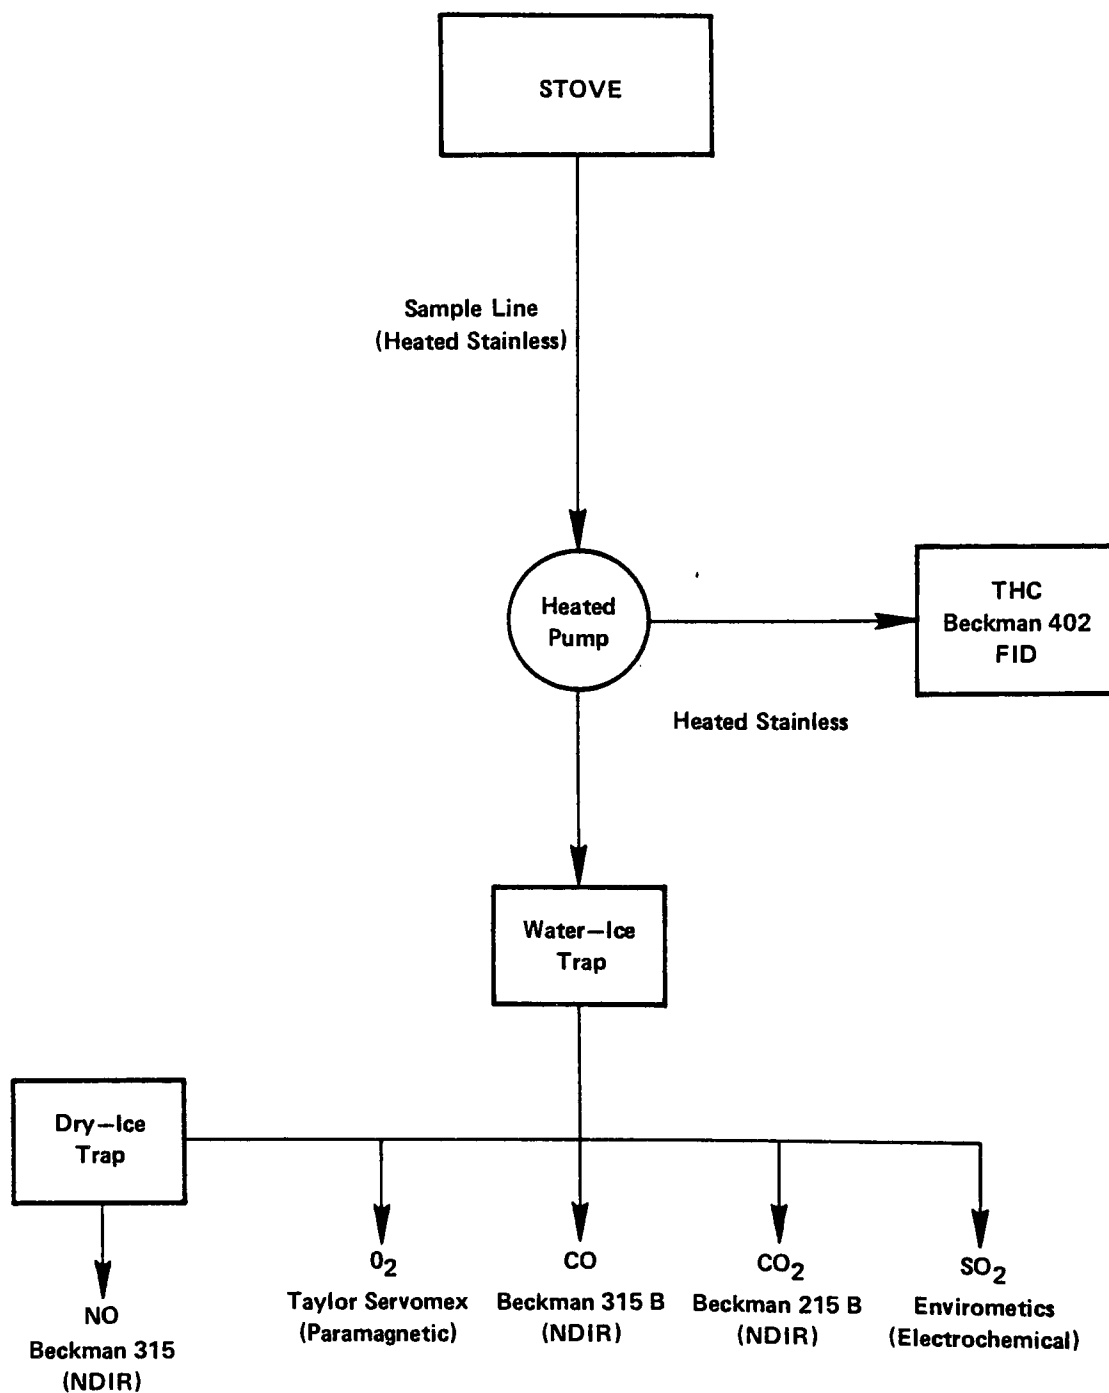 STOVE
Sample Line
(Heated Stainless)
Heated
Pump
THC
Beckman 402
FID
Heated Stainless
Water—Ice
Trap
Dry—Ice
Trap
NO
Beckman 315
(NDIR)
0₂
Taylor Servomex
(Paramagnetic)
CO
Beckman 315 B
(NDIR)
CO₂
Beckman 215 B
(NDIR)
SO₂
Envirometics
(Electrochemical)